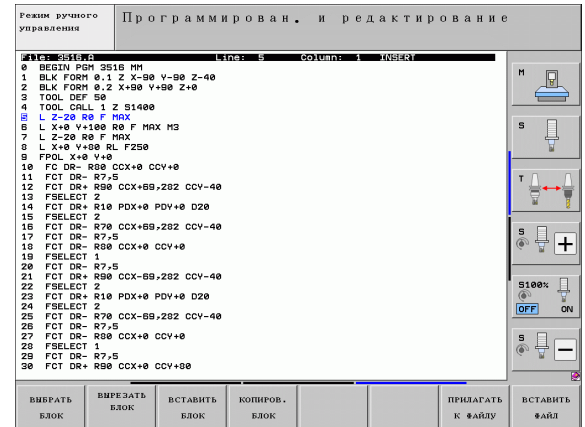 Режим ручного
управления
Программирован. и редактирование
File: 3516.A Line: 5 Column: 1 INSERT
0 BEGIN PGM 3516 MM
1 BLK FORM 0.1 Z X-90 Y-90 Z-40
2 BLK FORM 0.2 X+90 Y+90 Z+0
3 TOOL DEF 50
4 TOOL CALL 1 Z S1400
5 L Z-20 R0 F MAX
6 L X+0 Y+100 R0 F MAX M3
7 L Z-20 R0 F MAX
8 L X+0 Y+80 RL F250
9 FPOL X+0 Y+0
10 FC DR- R80 CCX+0 CCY+0
11 FCT DR- R7,5
12 FCT DR+ R90 CCX+69,282 CCY-40
13 FSELECT 2
14 FCT DR+ R10 PDX+0 PDY+0 D20
15 FSELECT 2
16 FCT DR- R70 CCX+69,282 CCY-40
17 FCT DR- R7,5
18 FCT DR- R80 CCX+0 CCY+0
19 FSELECT 1
20 FCT DR- R7,5
21 FCT DR+ R90 CCX-69,282 CCY-40
22 FSELECT 2
23 FCT DR+ R10 PDX+0 PDY+0 D20
24 FSELECT 2
25 FCT DR- R70 CCX-69,282 CCY-40
26 FCT DR- R7,5
27 FCT DR- R80 CCX+0 CCY+0
28 FSELECT 1
29 FCT DR- R7,5
30 FCT DR+ R90 CCX+0 CCY+80
M
S
T
S
+
S100%
OFF ON
S
−
ВЫБРАТЬ
БЛОК
ВЫРЕЗАТЬ
БЛОК
ВСТАВИТЬ
БЛОК
КОПИРОВ.
БЛОК
ПРИЛАГАТЬ
К ФАЙЛУ
ВСТАВИТЬ
ФАЙЛ